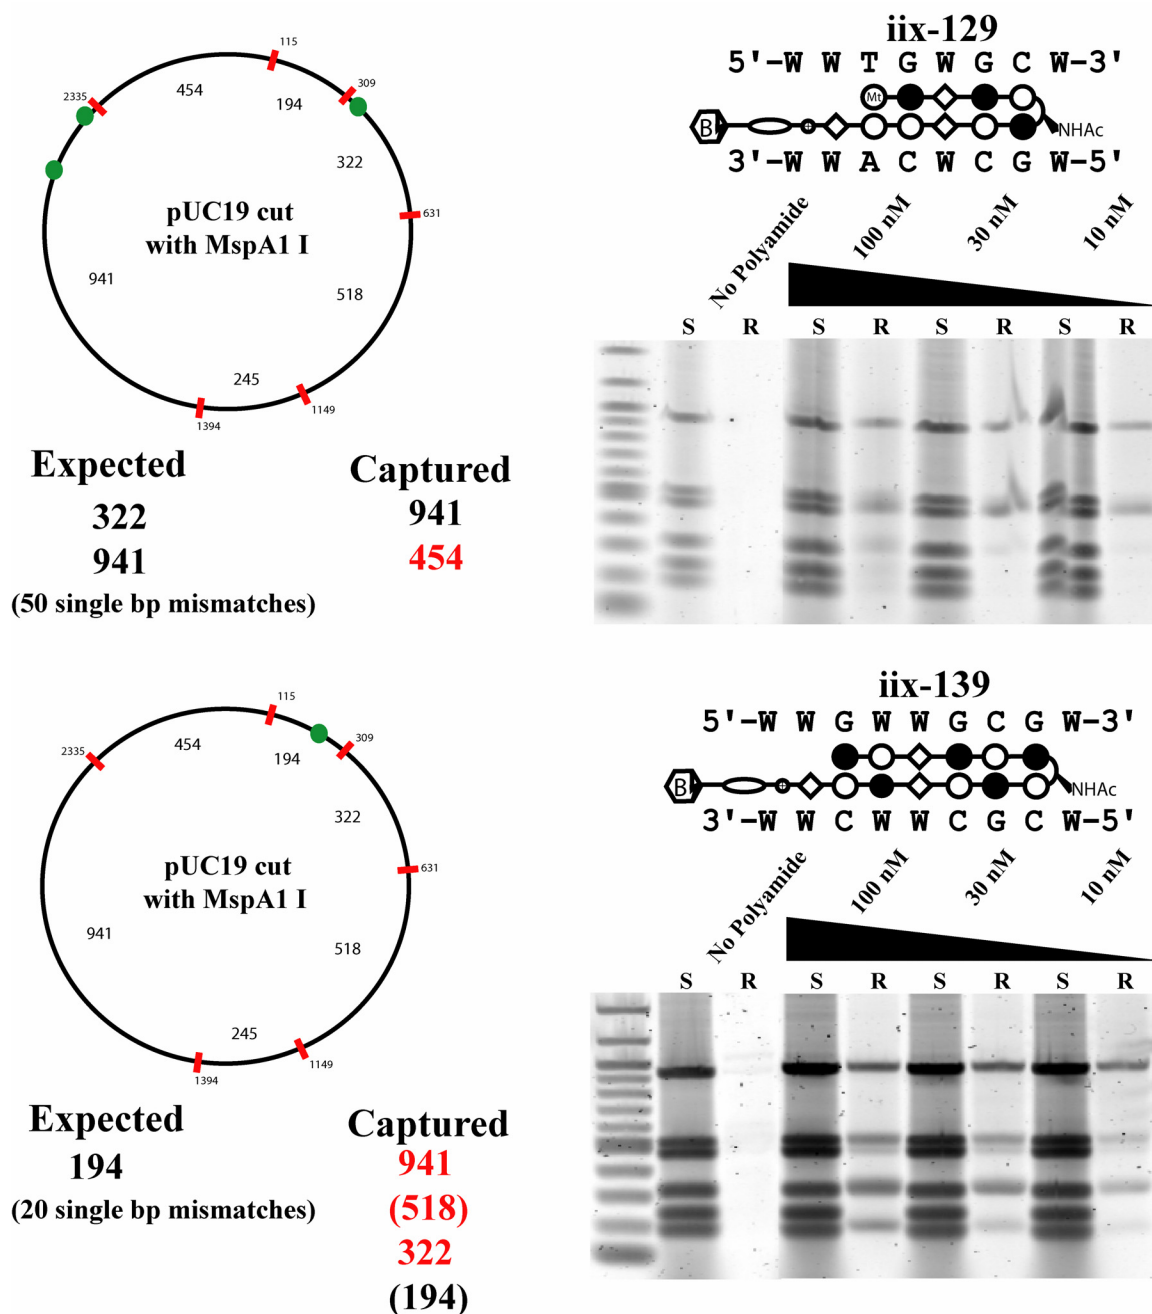 115
309
2335
454
194
322
631
pUC19 cut
with MspA1 I
941
518
245
1149
1394
Expected
322
941
(50 single bp mismatches)
Captured
941
454
iix-129
5'-W W T G W G C W-3'
Mt
B
NHAc
3'-W W A C W C G W-5'
No Polyamide
100 nM
30 nM
10 nM
S R S R S R S R
115
309
2335
454
194
322
631
pUC19 cut
with MspA1 I
941
518
245
1149
1394
Expected
194
(20 single bp mismatches)
Captured
941
(518)
322
(194)
iix-139
5'-W W G W W G C G W-3'
B
NHAc
3'-W W C W W C G C W-5'
No Polyamide
100 nM
30 nM
10 nM
S R S R S R S R